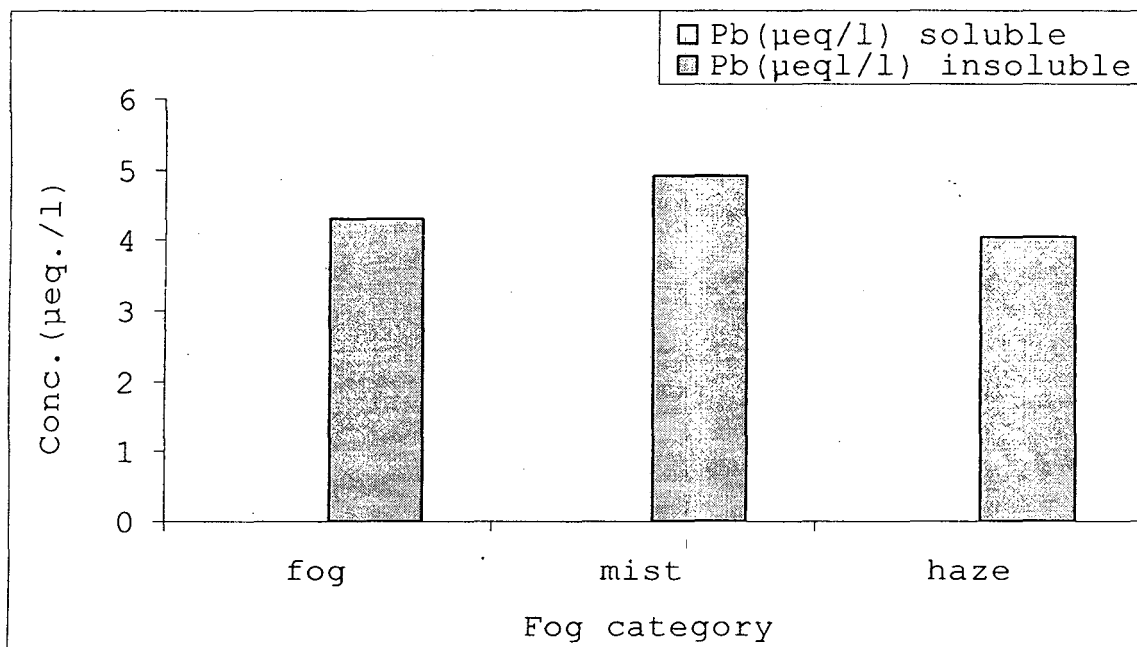 Pb(µeq/l) soluble
Pb(µeql/l) insoluble
6
5
4
3
2
1
0
Conc.(µeq./l)
fog mist haze
Fog category